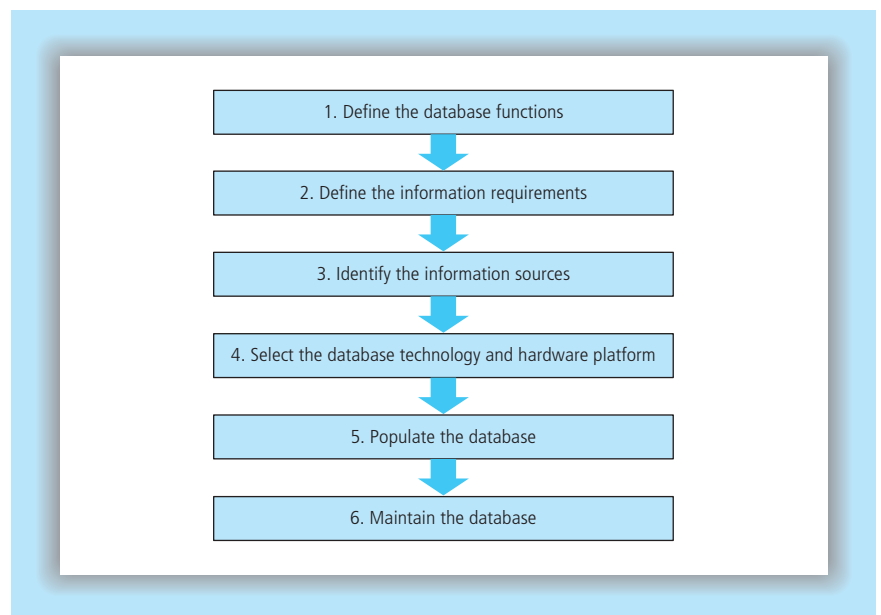 1. Define the database functions
2. Define the information requirements
3. Identify the information sources
4. Select the database technology and hardware platform
5. Populate the database
6. Maintain the database